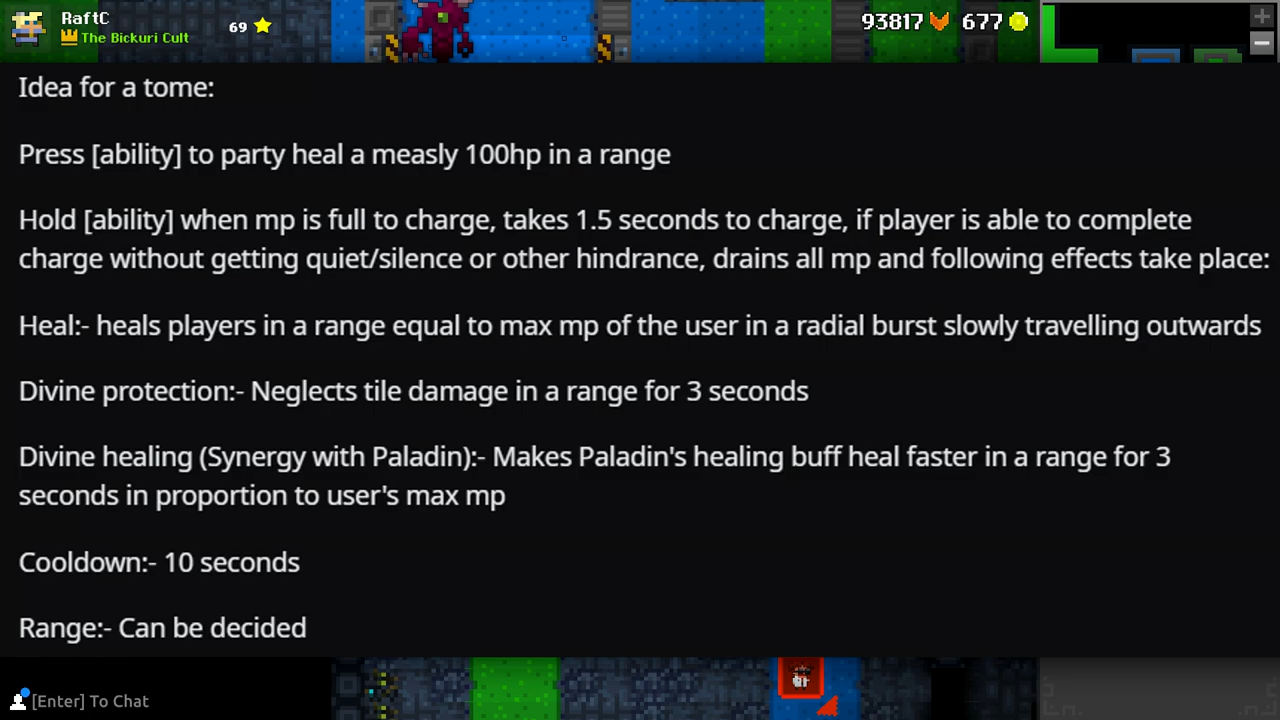 RaftC
The Bickuri Cult
69
93817 677
Idea for a tome:
Press [ability] to party heal a measly 100hp in a range
Hold [ability] when mp is full to charge, takes 1.5 seconds to charge, if player is able to complete
charge without getting quiet/silence or other hindrance, drains all mp and following effects take place:
Heal:- heals players in a range equal to max mp of the user in a radial burst slowly travelling outwards
Divine protection:- Neglects tile damage in a range for 3 seconds
Divine healing (Synergy with Paladin):- Makes Paladin's healing buff heal faster in a range for 3
seconds in proportion to user's max mp
Cooldown:- 10 seconds
Range:- Can be decided
[Enter] To Chat